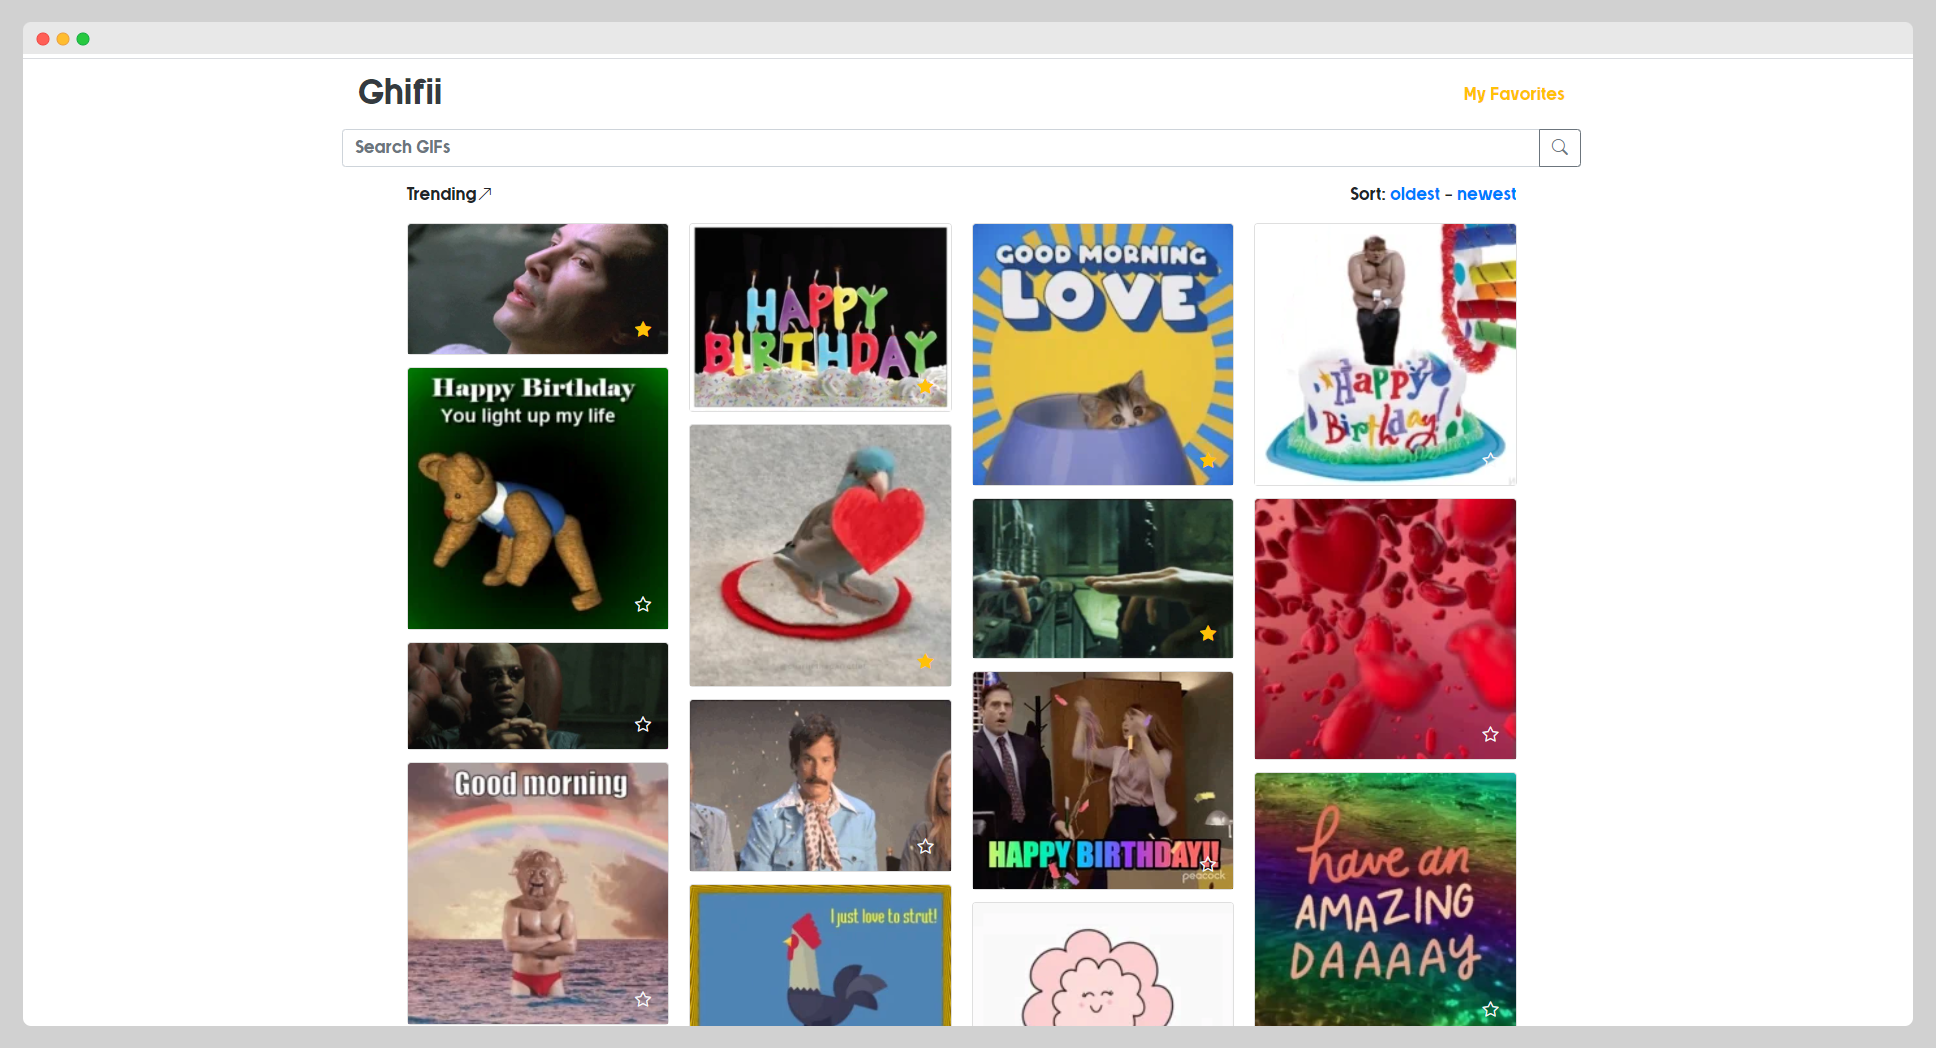 Ghifii
My Favorites
Search GIFs
Trending
Sort: oldest - newest
HAPPY
BIRTHDAY
GOOD MORNING
LOVE
HAPPY
Birthday!
Happy Birthday
You light up my life
Good morning
HAPPY BIRTHDAY!!
peacock
I just love to strut!
have an
AMAZING
DAAAAY